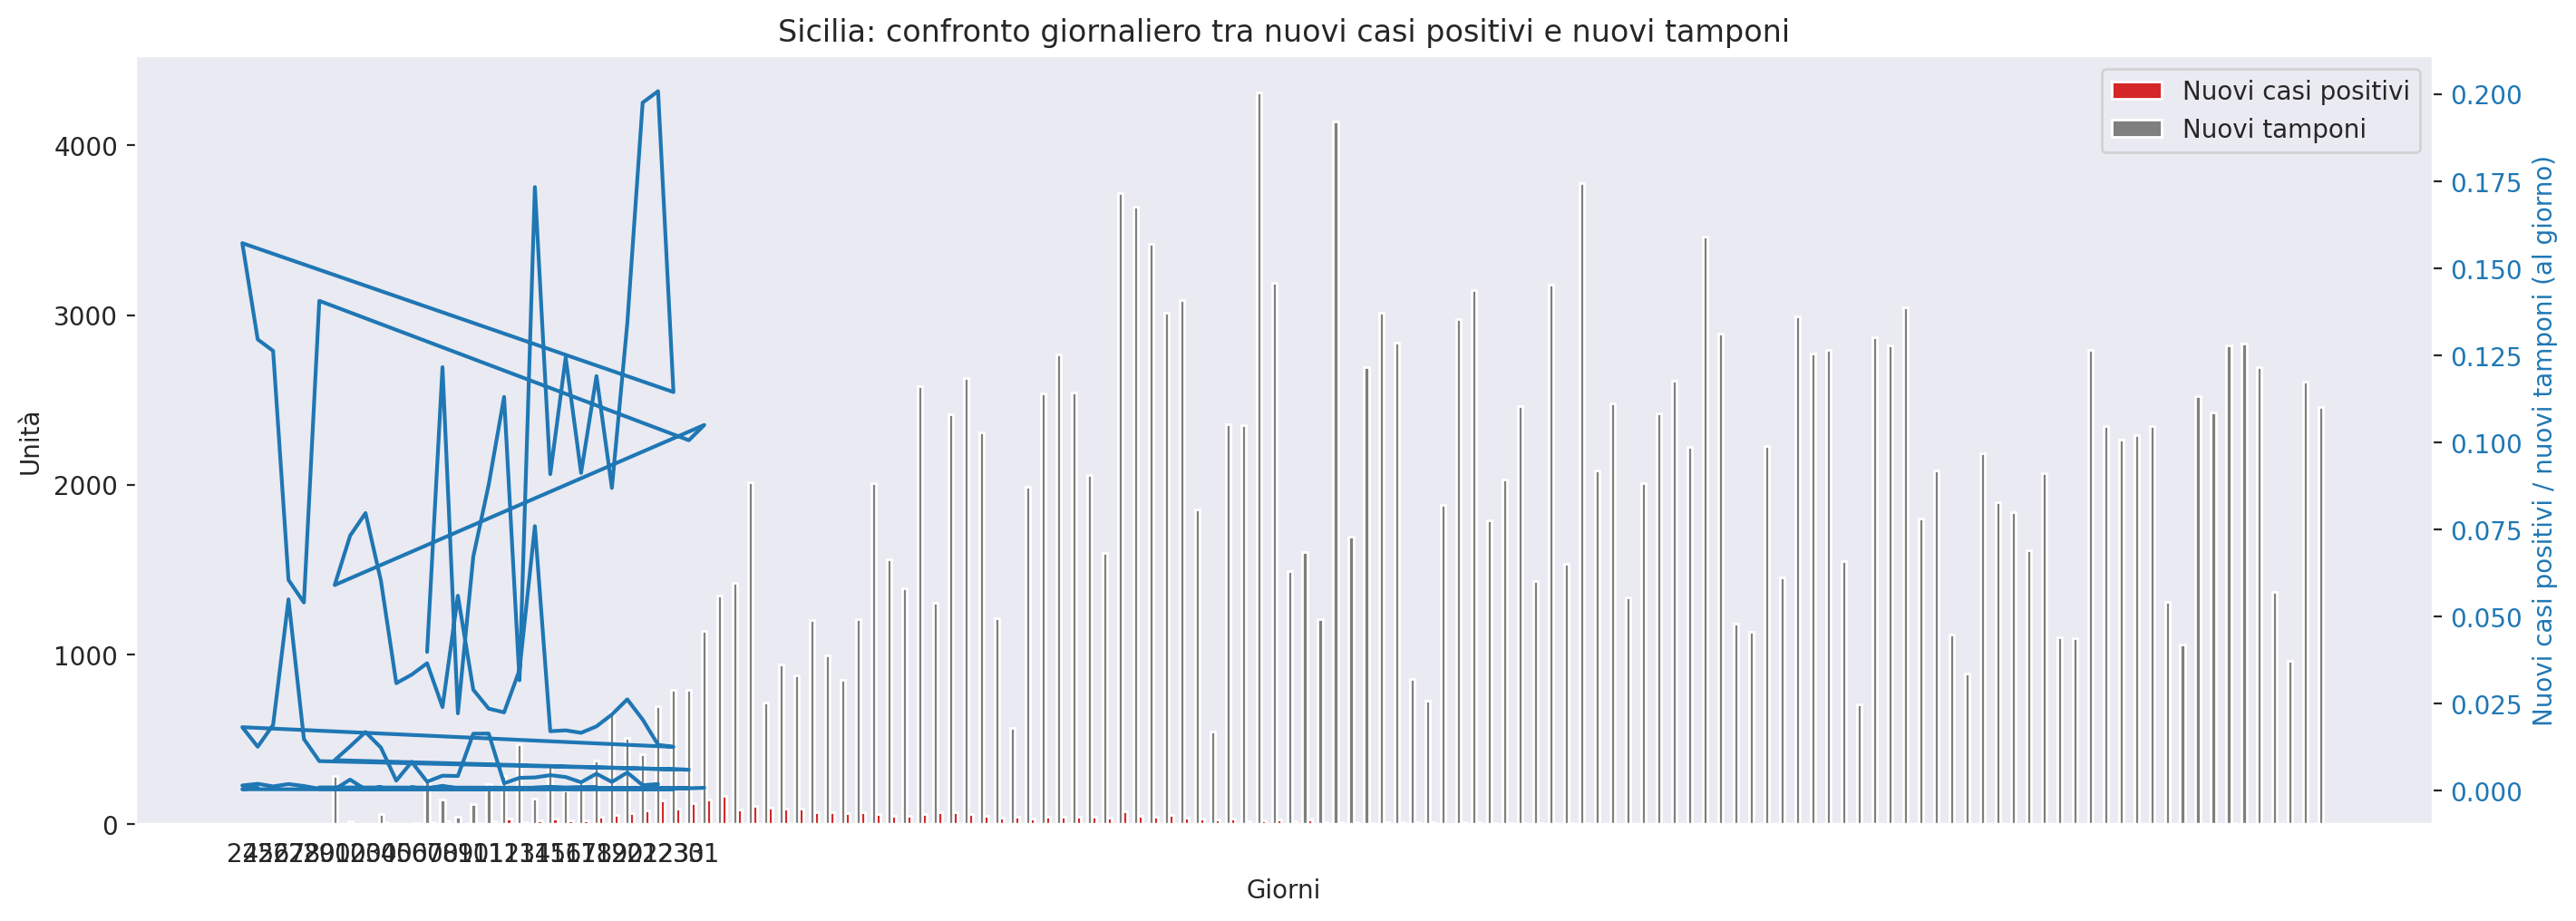 Sicilia: confronto giornaliero tra nuovi casi positivi e nuovi tamponi
Nuovi casi positivi
Nuovi tamponi
Unità
4000
3000
2000
1000
0
0.200
0.175
0.150
0.125
0.100
0.075
0.050
0.025
0.000
Nuovi casi positivi / nuovi tamponi (al giorno)
Giorni